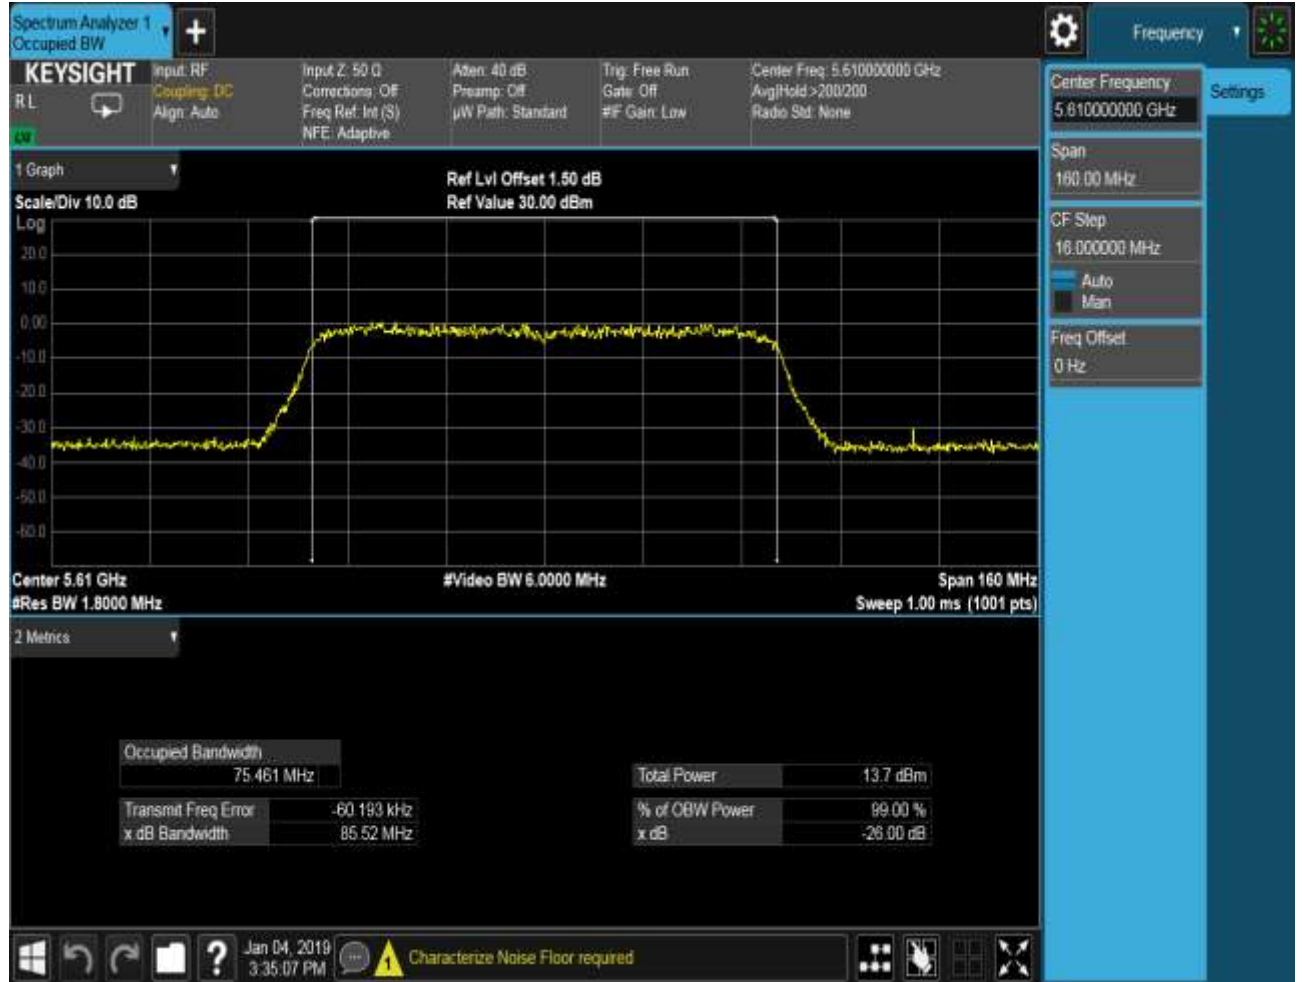 Spectrum Analyzer 1
Occupied BW
Frequency
KEYSIGHT
RL
Input: RF
Coupling: DC
Align: Auto
Input Z: 50 Ω
Corrections: Off
Freq Ref: Int (S)
NFE: Adaptive
Atten: 40 dB
Preamp: Off
µW Path: Standard
Trig: Free Run
Gate: Off
#IF Gain: Low
Center Freq: 5.610000000 GHz
Avg|Hold:>200/200
Radio Std: None
Center Frequency
5.610000000 GHz
Settings
Span
160.00 MHz
CF Step
16.000000 MHz
Auto
Man
Freq Offset
0 Hz
1 Graph
Scale/Div 10.0 dB
Ref Lvl Offset 1.50 dB
Ref Value 30.00 dBm
Log
20.0
10.0
0.00
-10.0
-20.0
-30.0
-40.0
-50.0
-60.0
Center 5.61 GHz
#Video BW 6.0000 MHz
Span 160 MHz
#Res BW 1.8000 MHz
Sweep 1.00 ms (1001 pts)
2 Metrics
Occupied Bandwidth
75.461 MHz
Total Power 13.7 dBm
Transmit Freq Error -60.193 kHz
% of OBW Power 99.00 %
x dB Bandwidth 85.52 MHz
x dB -26.00 dB
?
Jan 04, 2019
3:35:07 PM
1
Characterize Noise Floor required